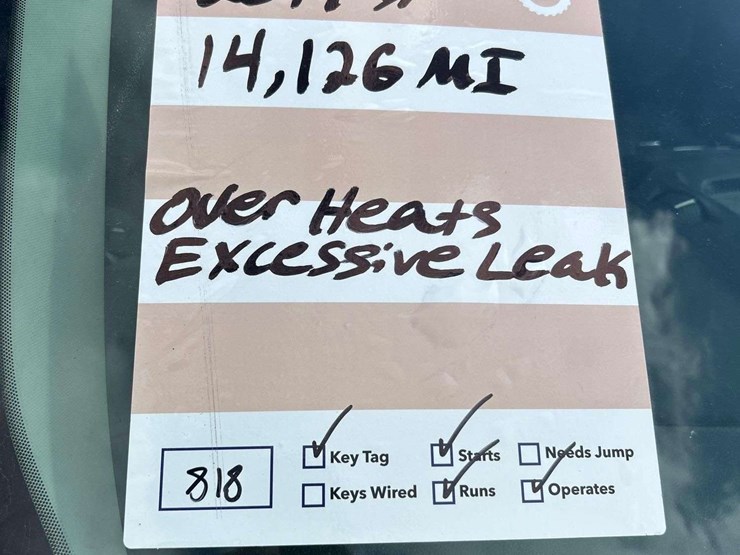 14,126 MI
Over Heats
Excessive Leak
818
Key Tag
Starts
Needs Jump
Keys Wired
Runs
Operates